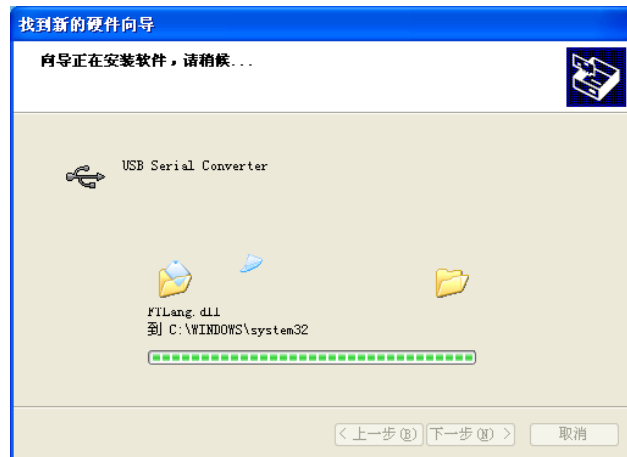 找到新的硬件向导
向导正在安装软件，请稍候...
USB Serial Converter
FTLang.dll
到 C:\WINDOWS\system32
< 上一步(B) 下一步(N) > 取消